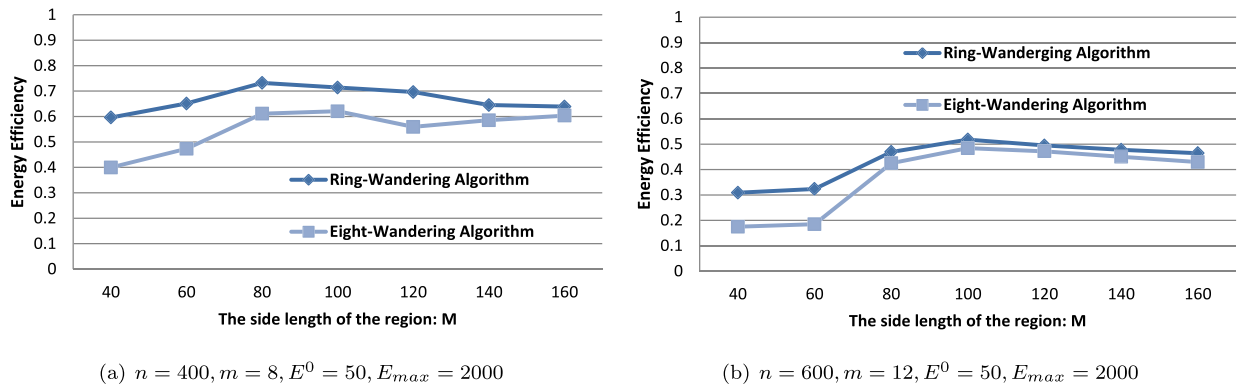 1
0.9
0.8
0.7
0.6
0.5
0.4
0.3
0.2
0.1
0
Energy Efficiency
Ring-Wandering Algorithm
Eight-Wandering Algorithm
40 60 80 100 120 140 160
The side length of the region: M
(a) n = 400, m = 8, E^0 = 50, E_{max} = 2000
1
0.9
0.8
0.7
0.6
0.5
0.4
0.3
0.2
0.1
0
Energy Efficiency
Ring-Wanderging Algorithm
Eight-Wandering Algorithm
40 60 80 100 120 140 160
The side length of the region: M
(b) n = 600, m = 12, E^0 = 50, E_{max} = 2000